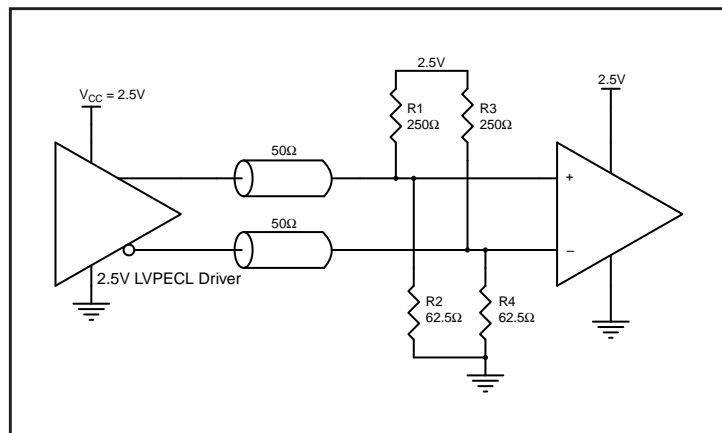 2.5V
V_CC = 2.5V
2.5V
R1
250Ω
R3
250Ω
50Ω
+
50Ω
−
2.5V LVPECL Driver
R2
62.5Ω
R4
62.5Ω